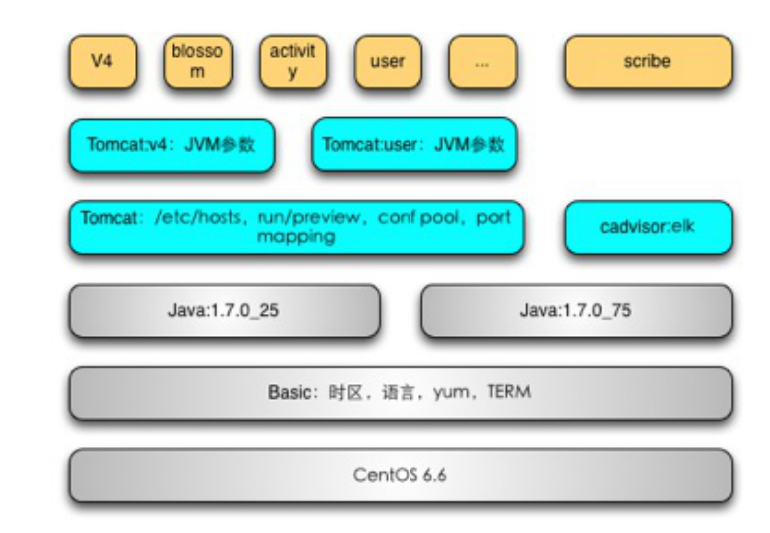 V4
blosso
m
activit
y
user
...
scribe
Tomcat:v4：JVM参数
Tomcat:user：JVM参数
Tomcat：/etc/hosts，run/preview，conf pool，port
mapping
cadvisor:elk
Java:1.7.0_25
Java:1.7.0_75
Basic：时区，语言，yum，TERM
CentOS 6.6